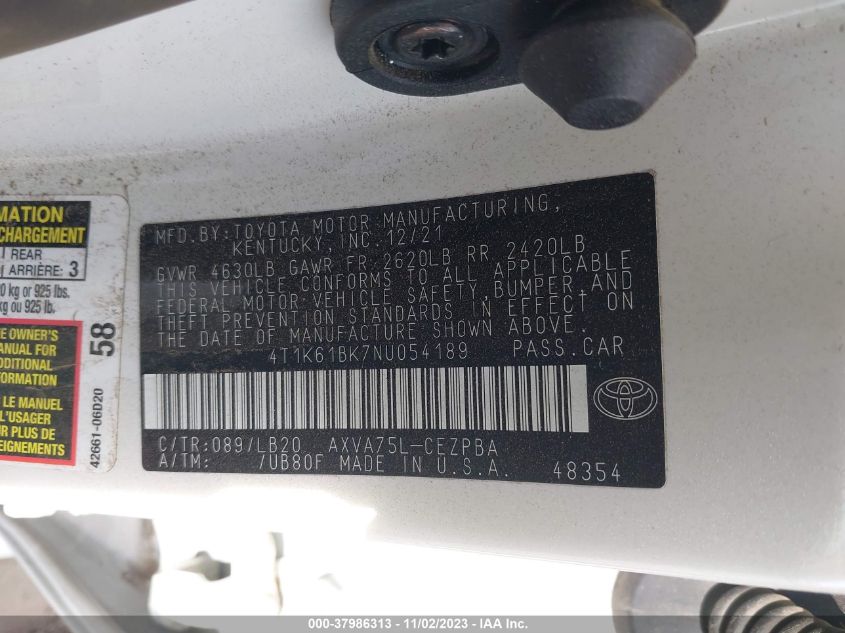 MFD.BY:TOYOTA MOTOR MANUFACTURING,
KENTUCKY, INC. 12/21
GVWR 4630LB GAWR FR 2620LB RR 2420LB
THIS VEHICLE CONFORMS TO ALL APPLICABLE
FEDERAL MOTOR VEHICLE SAFETY, BUMPER AND
THEFT PREVENTION STANDARDS IN EFFECT ON
THE DATE OF MANUFACTURE SHOWN ABOVE.
4T1K61BK7NU054189 PASS.CAR
C/TR:089/LB20 AXVA75L-CEZPBA
A/TM: /UB80F MADE IN U.S.A. 48354
MATION
CHARGEMENT
REAR
ARRIÈRE: 3
0 kg or 925 lbs.
kg ou 925 lb.
OWNER'S
MANUAL FOR
LE MANUEL
L'USAGER
UR PLUS DE
58
42661-06D20
000-37986313 - 11/02/2023 - IAA Inc.